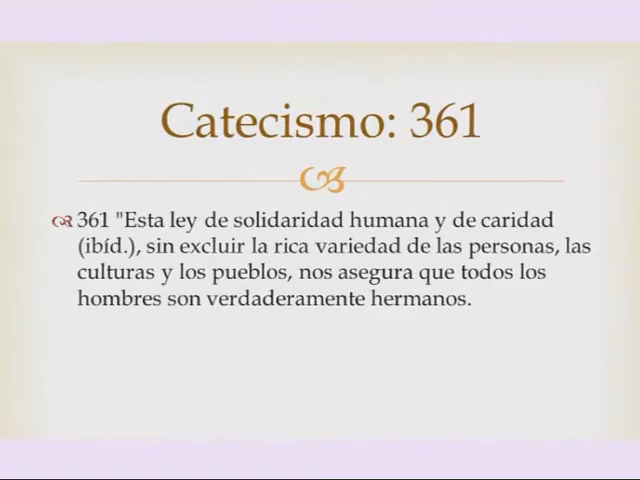 Catecismo: 361
361 "Esta ley de solidaridad humana y de caridad
(ibíd.), sin excluir la rica variedad de las personas, las
culturas y los pueblos, nos asegura que todos los
hombres son verdaderamente hermanos.